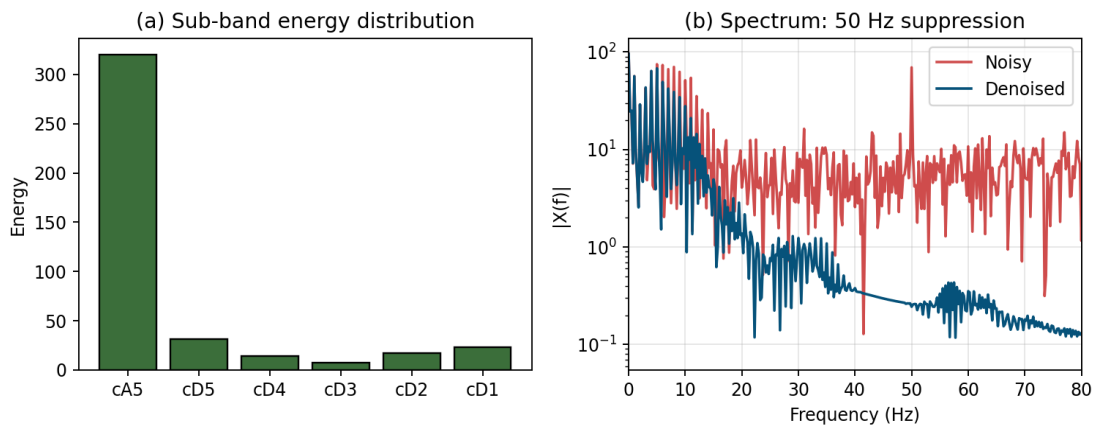 (a) Sub-band energy distribution
Energy
300
250
200
150
100
50
0
cA5 cD5 cD4 cD3 cD2 cD1
(b) Spectrum: 50 Hz suppression
|X(f)|
10²
10¹
10⁰
10⁻¹
Noisy
Denoised
0 10 20 30 40 50 60 70 80
Frequency (Hz)